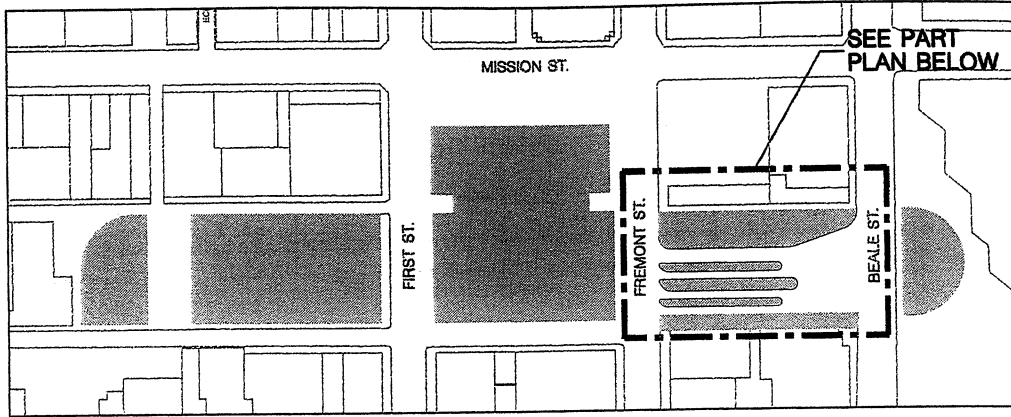 MISSION ST.
SEE PART
PLAN BELOW
FIRST ST.
FREMONT ST.
BEALE ST.